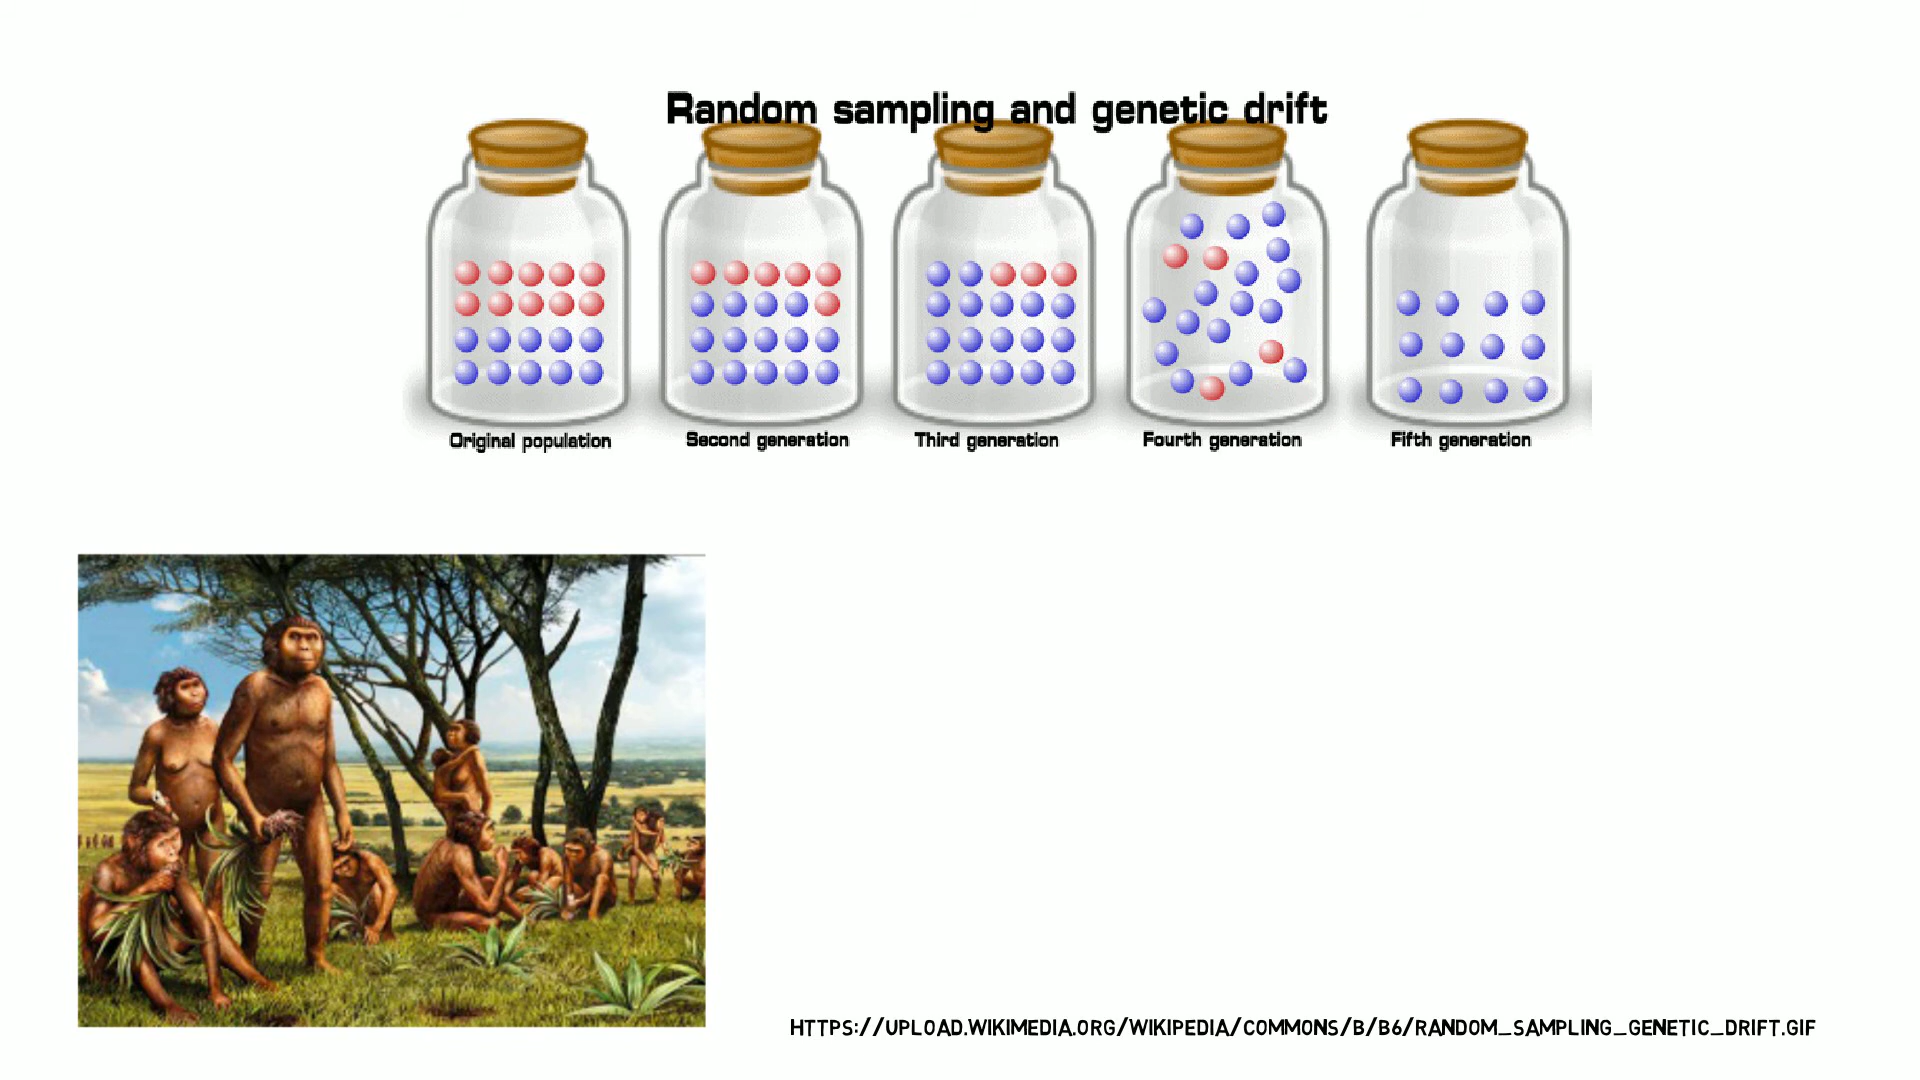 Random sampling and genetic drift
Original population
Second generation
Third generation
Fourth generation
Fifth generation
HTTPS://UPLOAD.WIKIMEDIA.ORG/WIKIPEDIA/COMMONS/B/B6/RANDOM_SAMPLING_GENETIC_DRIFT.GIF